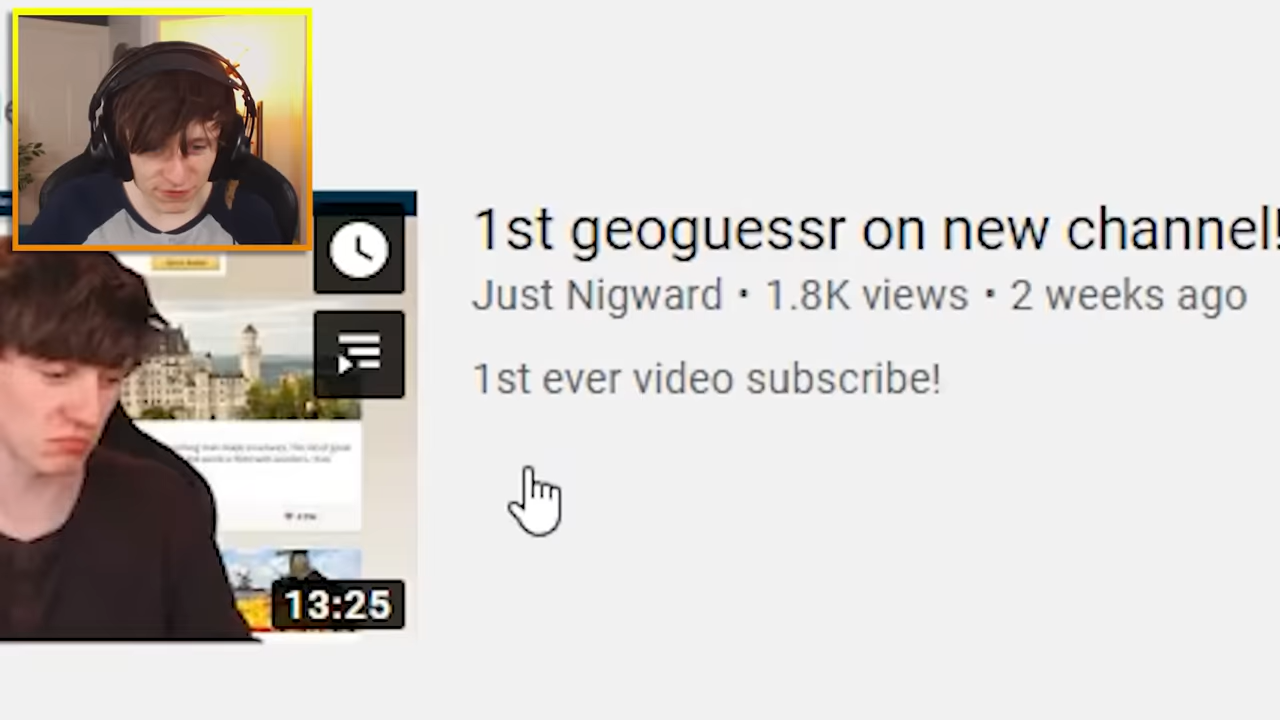 1st geoguessr on new channel!
Just Nigward • 1.8K views • 2 weeks ago
1st ever video subscribe!
13:25